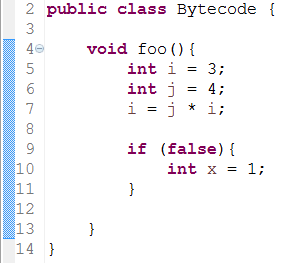 2 public class Bytecode {
3
4 void foo(){
5 int i = 3;
6 int j = 4;
7 i = j * i;
8
9 if (false){
10 int x = 1;
11 }
12
13 }
14 }